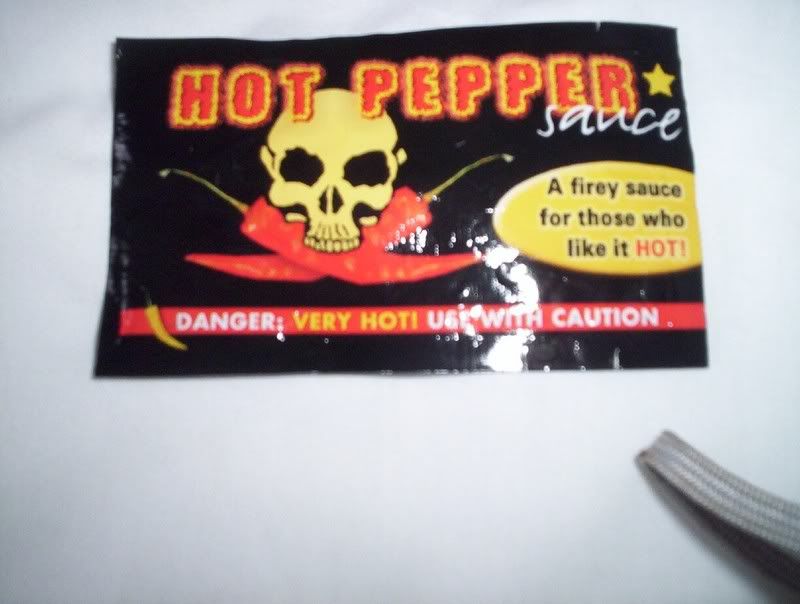 HOT PEPPER
sauce
A firey sauce
for those who
like it HOT!
DANGER: VERY HOT! USE WITH CAUTION